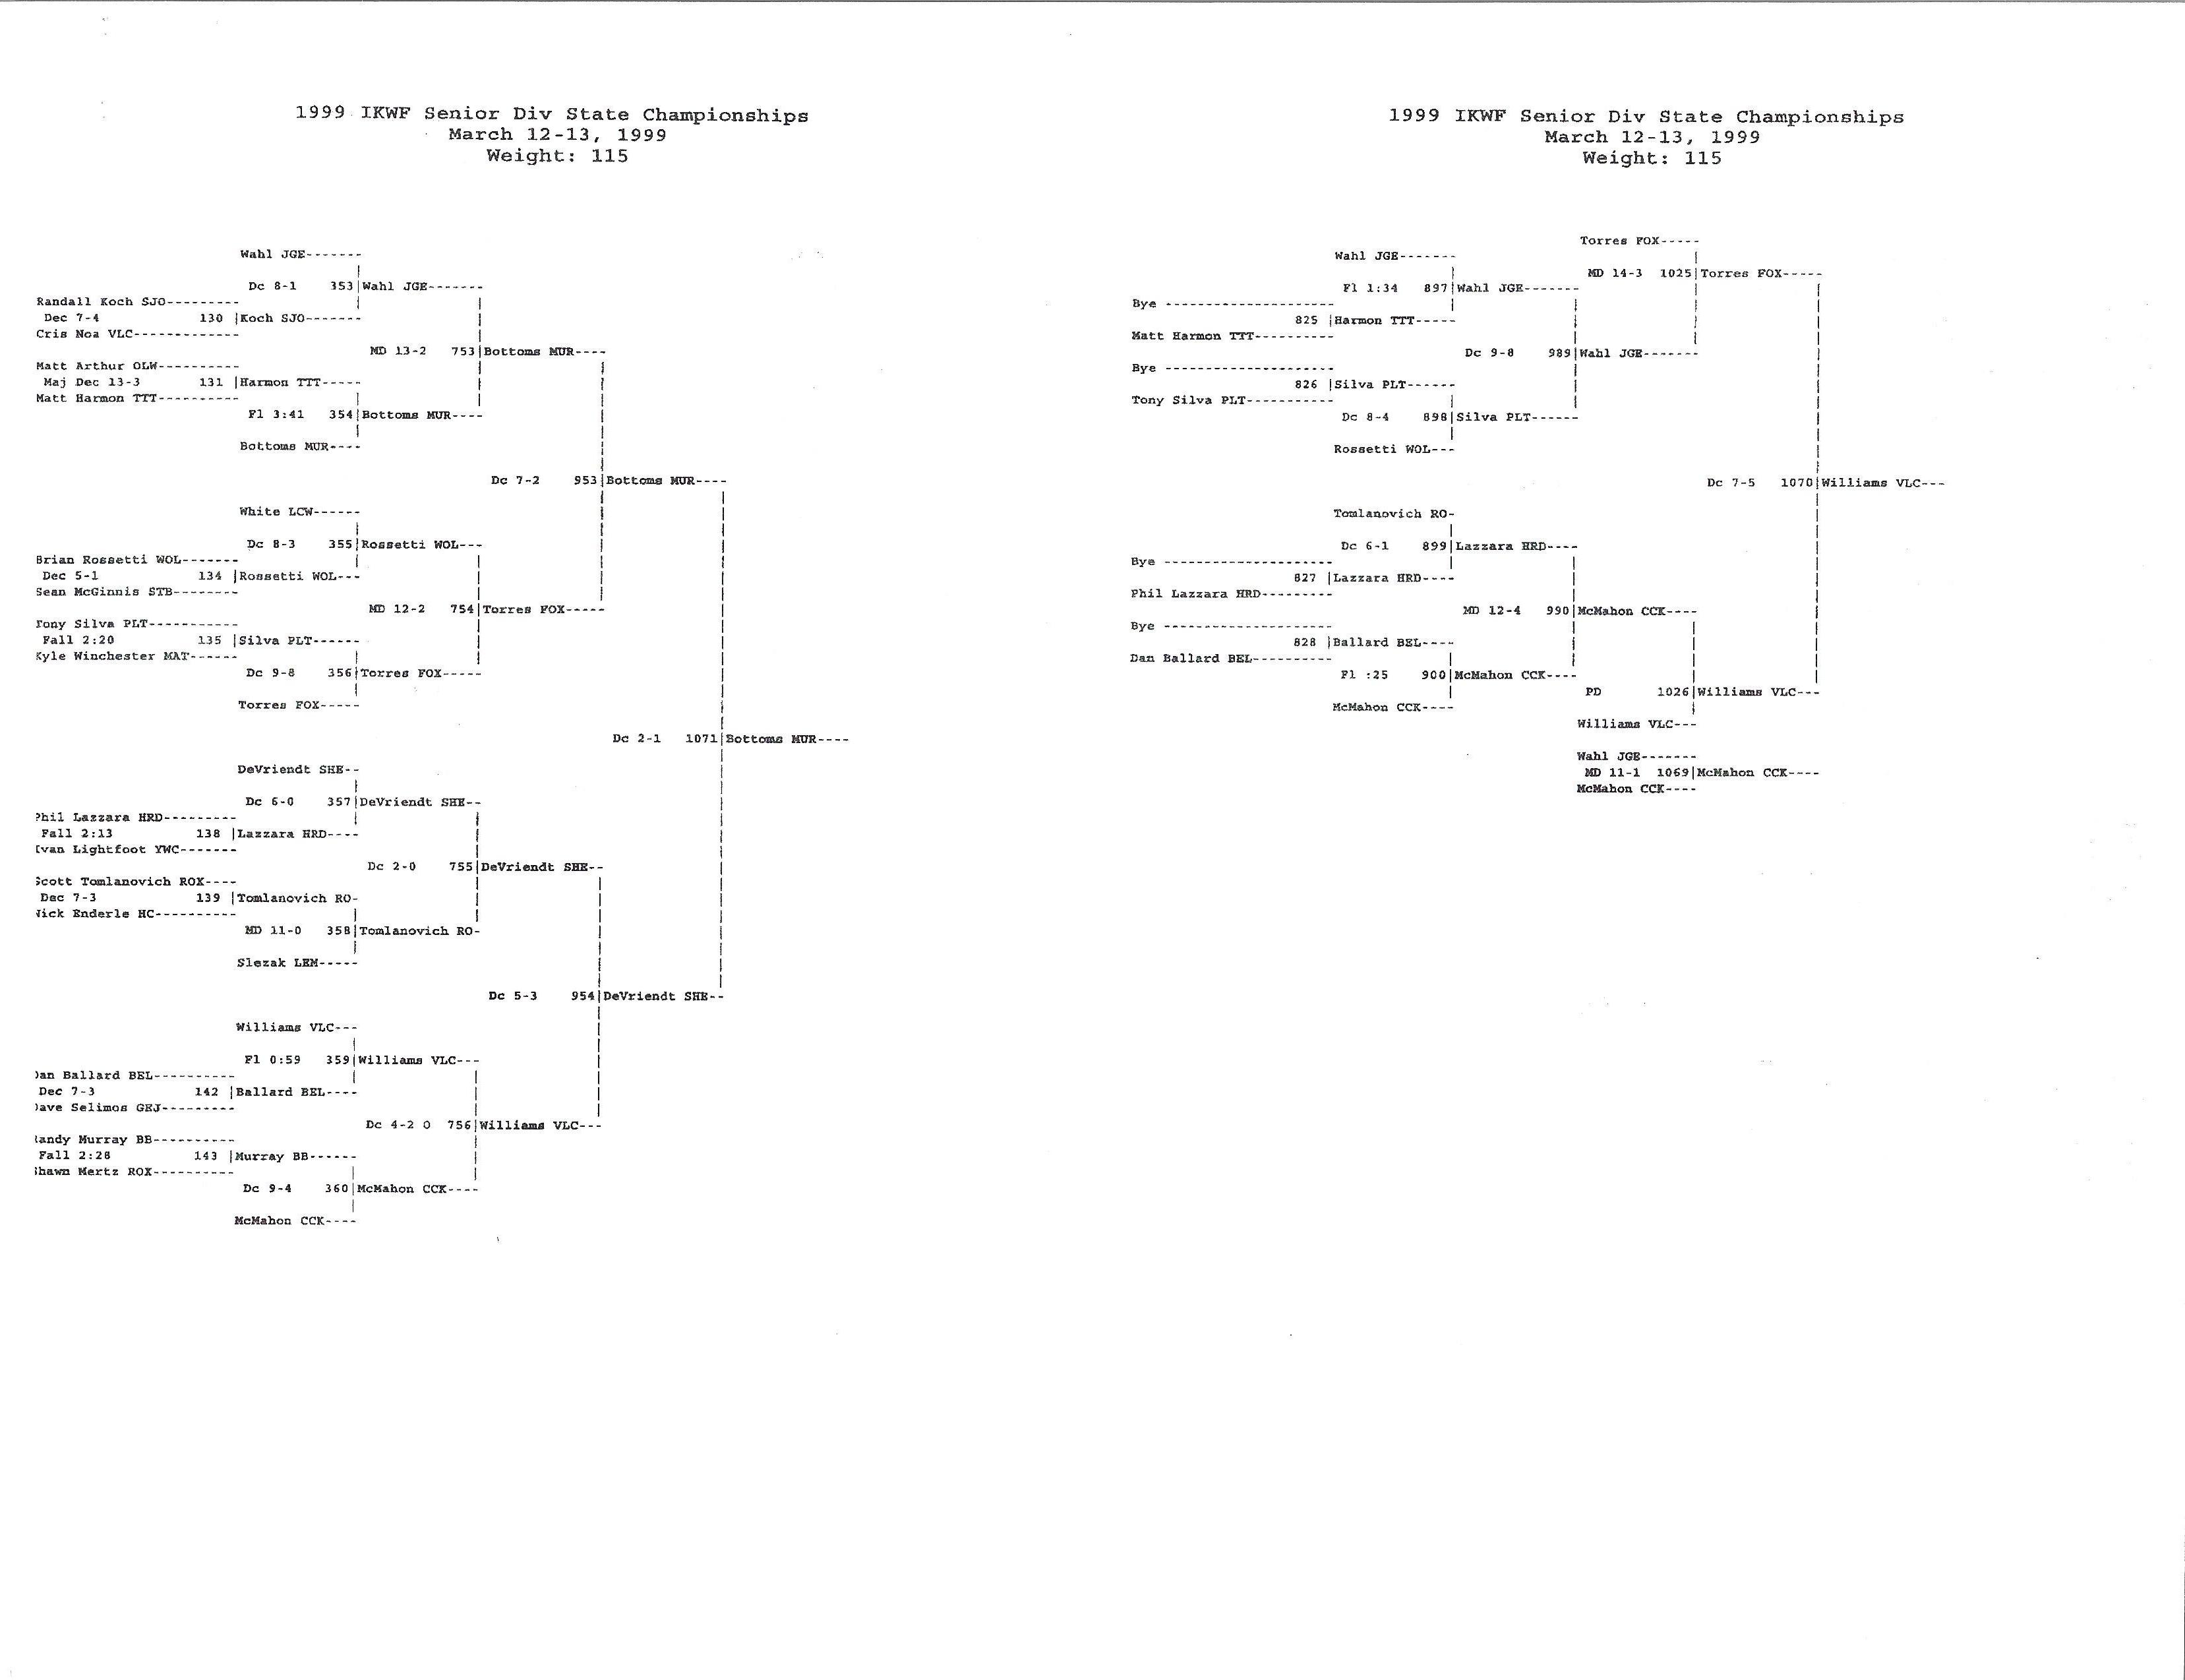 1999 IKWF Senior Div State Championships
March 12-13, 1999
Weight: 115
Wahl JGE-------
Dc 8-1 353|Wahl JGE-------
Randall Koch SJO---------
Dec 7-4 130 |Koch SJO-------
Cris Noa VLC-------------
MD 13-2 753|Bottoms MUR----
Matt Arthur OLW----------
Maj Dec 13-3 131 |Harmon TTT-----
Matt Harmon TTT----------
Fl 3:41 354|Bottoms MUR----
Bottoms MUR----
Dc 7-2 953|Bottoms MUR----
White LCW------
Dc 8-3 355|Rossetti WOL---
Brian Rossetti WOL-------
Dec 5-1 134 |Rossetti WOL---
Sean McGinnis STB--------
MD 12-2 754|Torres FOX-----
Tony Silva PLT-----------
Fall 2:20 135 |Silva PLT------
Kyle Winchester MAT------
Dc 9-8 356|Torres FOX-----
Torres FOX-----
Dc 2-1 1071|Bottoms MUR----
DeVriendt SHE--
Dc 6-0 357|DeVriendt SHE--
Phil Lazzara HRD---------
Fall 2:13 138 |Lazzara HRD----
Ivan Lightfoot YWC-------
Dc 2-0 755|DeVriendt SHE--
Scott Tomlanovich ROX----
Dec 7-3 139 |Tomlanovich RO-
Nick Enderle HC----------
MD 11-0 358|Tomlanovich RO-
Slezak LEM-----
Dc 5-3 954|DeVriendt SHE--
Williams VLC---
Fl 0:59 359|Williams VLC---
Dan Ballard BEL----------
Dec 7-3 142 |Ballard BEL----
Dave Selimos GEJ---------
Dc 4-2 O 756|Williams VLC---
Randy Murray BB----------
Fall 2:28 143 |Murray BB------
Shawn Mertz ROX----------
Dc 9-4 360|McMahon CCK----
McMahon CCK----
1999 IKWF Senior Div State Championships
March 12-13, 1999
Weight: 115
Torres FOX-----
Wahl JGE-------
MD 14-3 1025|Torres FOX-----
Fl 1:34 897|Wahl JGE-------
Bye ---------------------
825 |Harmon TTT-----
Matt Harmon TTT----------
Dc 9-8 989|Wahl JGE-------
Bye ---------------------
826 |Silva PLT------
Tony Silva PLT-----------
Dc 8-4 898|Silva PLT------
Rossetti WOL---
Dc 7-5 1070|Williams VLC---
Tomlanovich RO-
Dc 6-1 899|Lazzara HRD----
Bye ---------------------
827 |Lazzara HRD----
Phil Lazzara HRD---------
MD 12-4 990|McMahon CCK----
Bye ---------------------
828 |Ballard BEL----
Dan Ballard BEL----------
Fl :25 900|McMahon CCK----
PD 1026|Williams VLC---
McMahon CCK----
Williams VLC---
Wahl JGE-------
MD 11-1 1069|McMahon CCK----
McMahon CCK----